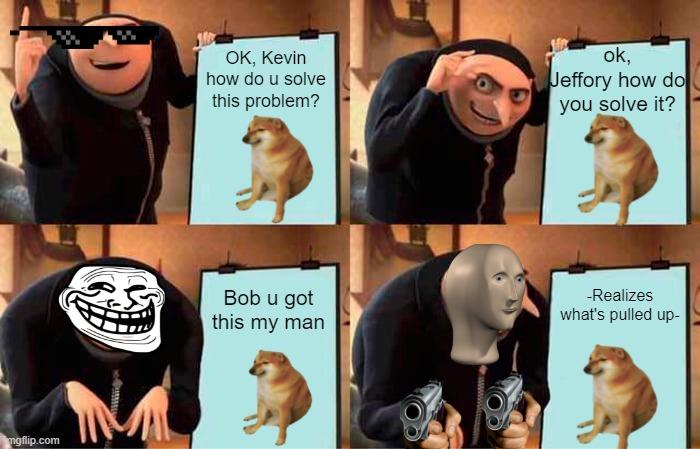 OK, Kevin
how do u solve
this problem?
ok,
Jeffory how do
you solve it?
Bob u got
this my man
-Realizes
what's pulled up-
imgflip.com